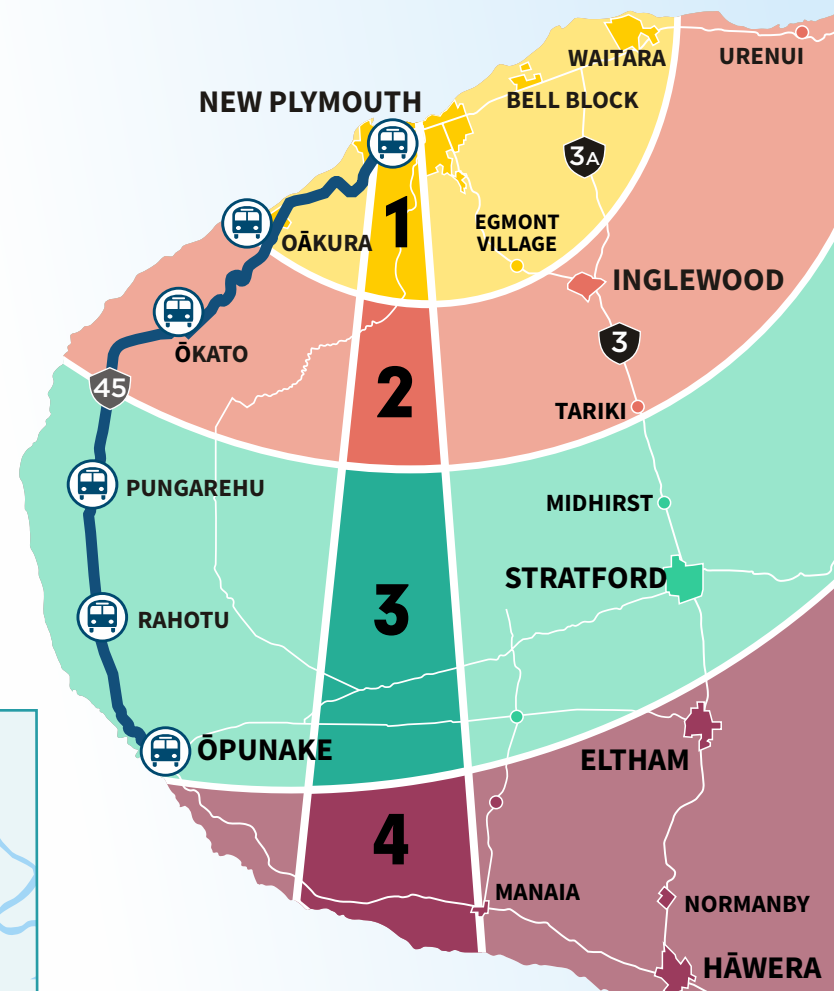 WAITARA
URENUI
NEW PLYMOUTH
BELL BLOCK
3A
1
EGMONT
VILLAGE
OĀKURA
INGLEWOOD
3
ŌKATO
45
2
TARIKI
PUNGAREHU
MIDHIRST
STRATFORD
3
RAHOTU
ŌPUNAKE
ELTHAM
4
MANAIA
NORMANBY
HĀWERA